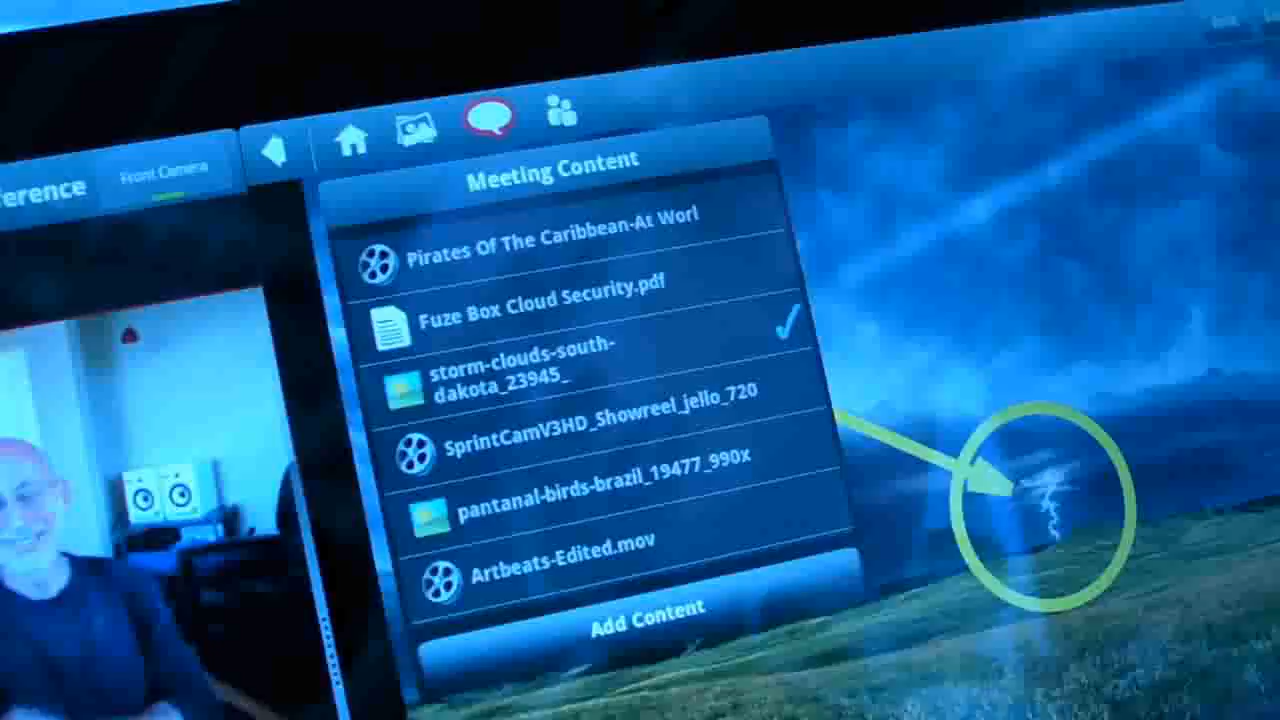 ference
Front Camera
Meeting Content
Pirates Of The Caribbean-At Worl
Fuze Box Cloud Security.pdf
storm-clouds-south-
dakota_23945_
SprintCamV3HD_Showreel_jello_720
pantanal-birds-brazil_19477_990x
Artbeats-Edited.mov
Add Content